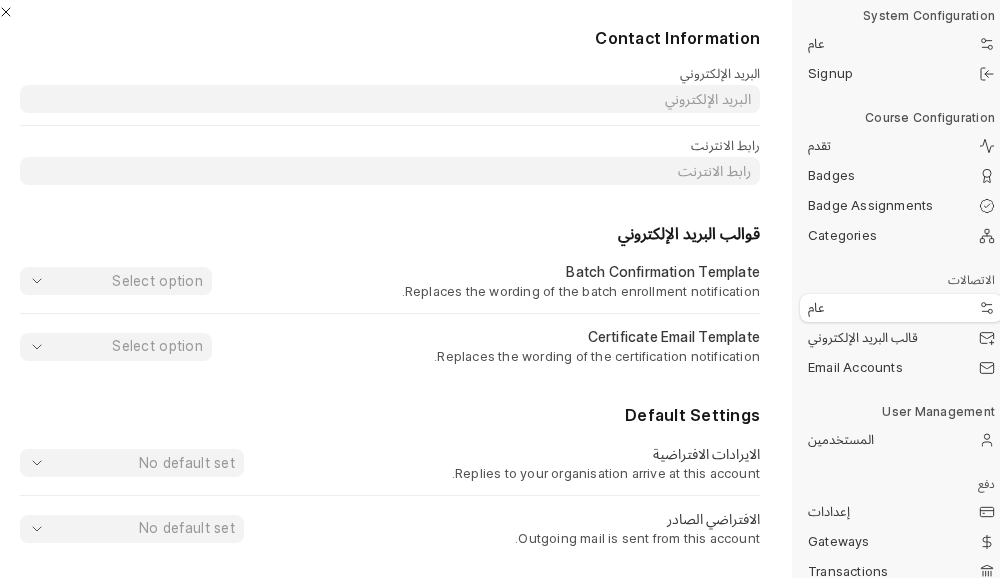 System Configuration
عام
Signup
Course Configuration
تقدم
Badges
Badge Assignments
Categories
الاتصالات
عام
قالب البريد الإلكتروني
Email Accounts
User Management
المستخدمين
دفع
إعدادات
Gateways
Transactions
Contact Information
البريد الإلكتروني
البريد الإلكتروني
رابط الانترنت
رابط الانترنت
قوالب البريد الإلكتروني
Batch Confirmation Template
Replaces the wording of the batch enrollment notification.
Select option
Certificate Email Template
Replaces the wording of the certification notification.
Select option
Default Settings
الايرادات الافتراضية
Replies to your organisation arrive at this account.
No default set
الافتراضي الصادر
Outgoing mail is sent from this account.
No default set